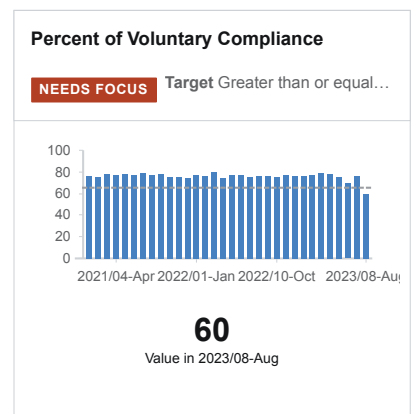 Percent of Voluntary Compliance
NEEDS FOCUS Target Greater than or equal…
100
80
60
40
20
0
2021/04-Apr 2022/01-Jan 2022/10-Oct 2023/08-Aug
60
Value in 2023/08-Aug